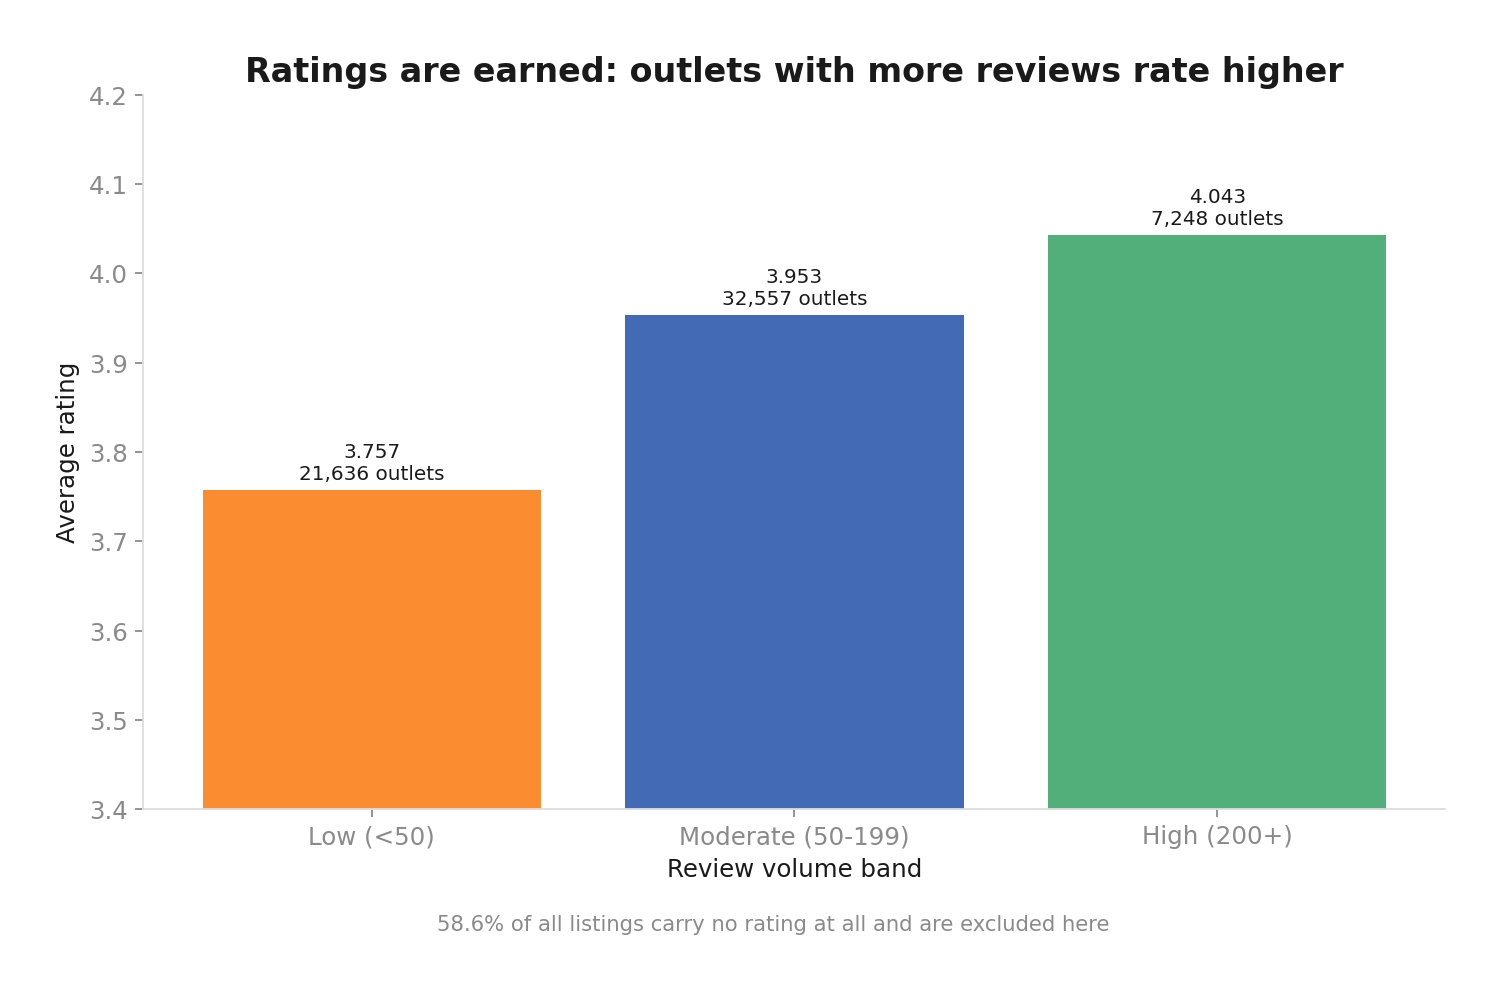 Ratings are earned: outlets with more reviews rate higher
4.2
4.1
4.0
3.9
3.8
3.7
3.6
3.5
3.4
Average rating
3.757
21,636 outlets
3.953
32,557 outlets
4.043
7,248 outlets
Low (<50)
Moderate (50-199)
High (200+)
Review volume band
58.6% of all listings carry no rating at all and are excluded here